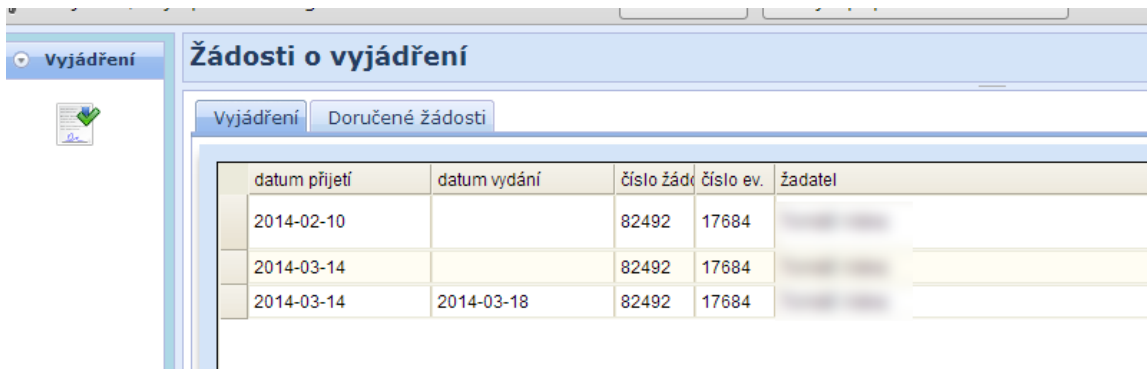 Vyjádření
Žádosti o vyjádření
Vyjádření Doručené žádosti
datum přijetí datum vydání číslo žád číslo ev. žadatel
2014-02-10 82492 17684
2014-03-14 82492 17684
2014-03-14 2014-03-18 82492 17684